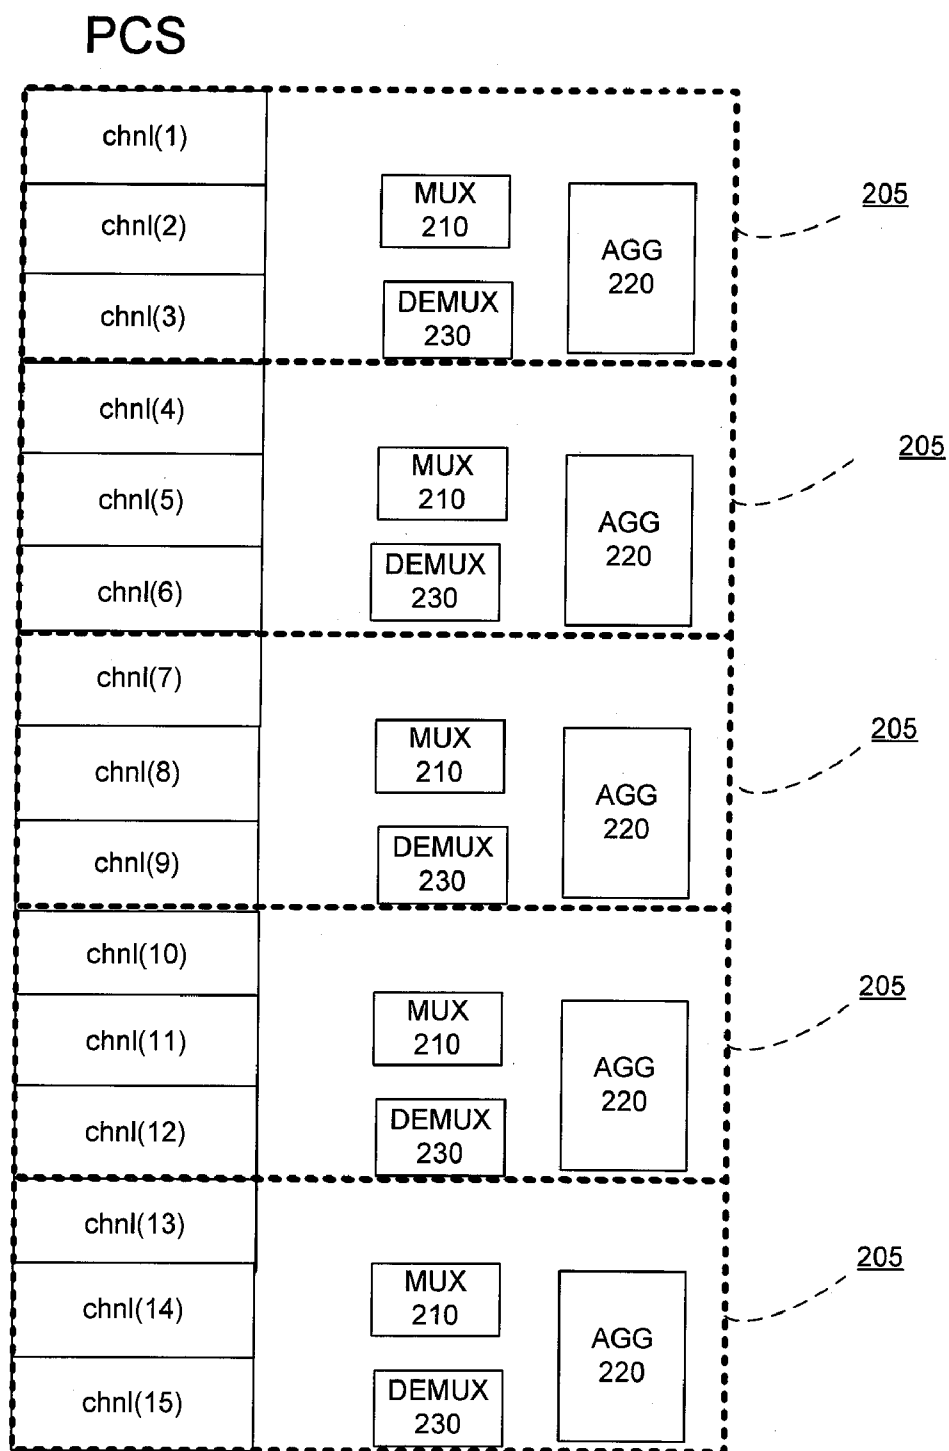 PCS
chnl(1)
chnl(2)
chnl(3)
MUX
210
DEMUX
230
AGG
220
205
chnl(4)
chnl(5)
chnl(6)
MUX
210
DEMUX
230
AGG
220
205
chnl(7)
chnl(8)
chnl(9)
MUX
210
DEMUX
230
AGG
220
205
chnl(10)
chnl(11)
chnl(12)
MUX
210
DEMUX
230
AGG
220
205
chnl(13)
chnl(14)
chnl(15)
MUX
210
DEMUX
230
AGG
220
205